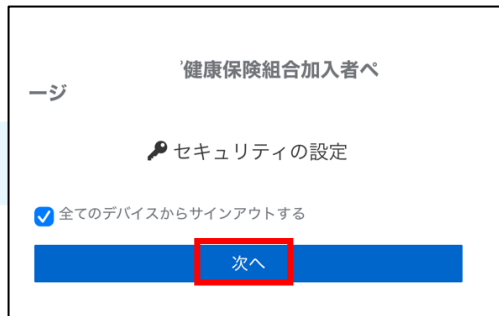 健康保険組合加入者ペ
ージ
セキュリティの設定
全てのデバイスからサインアウトする
次へ